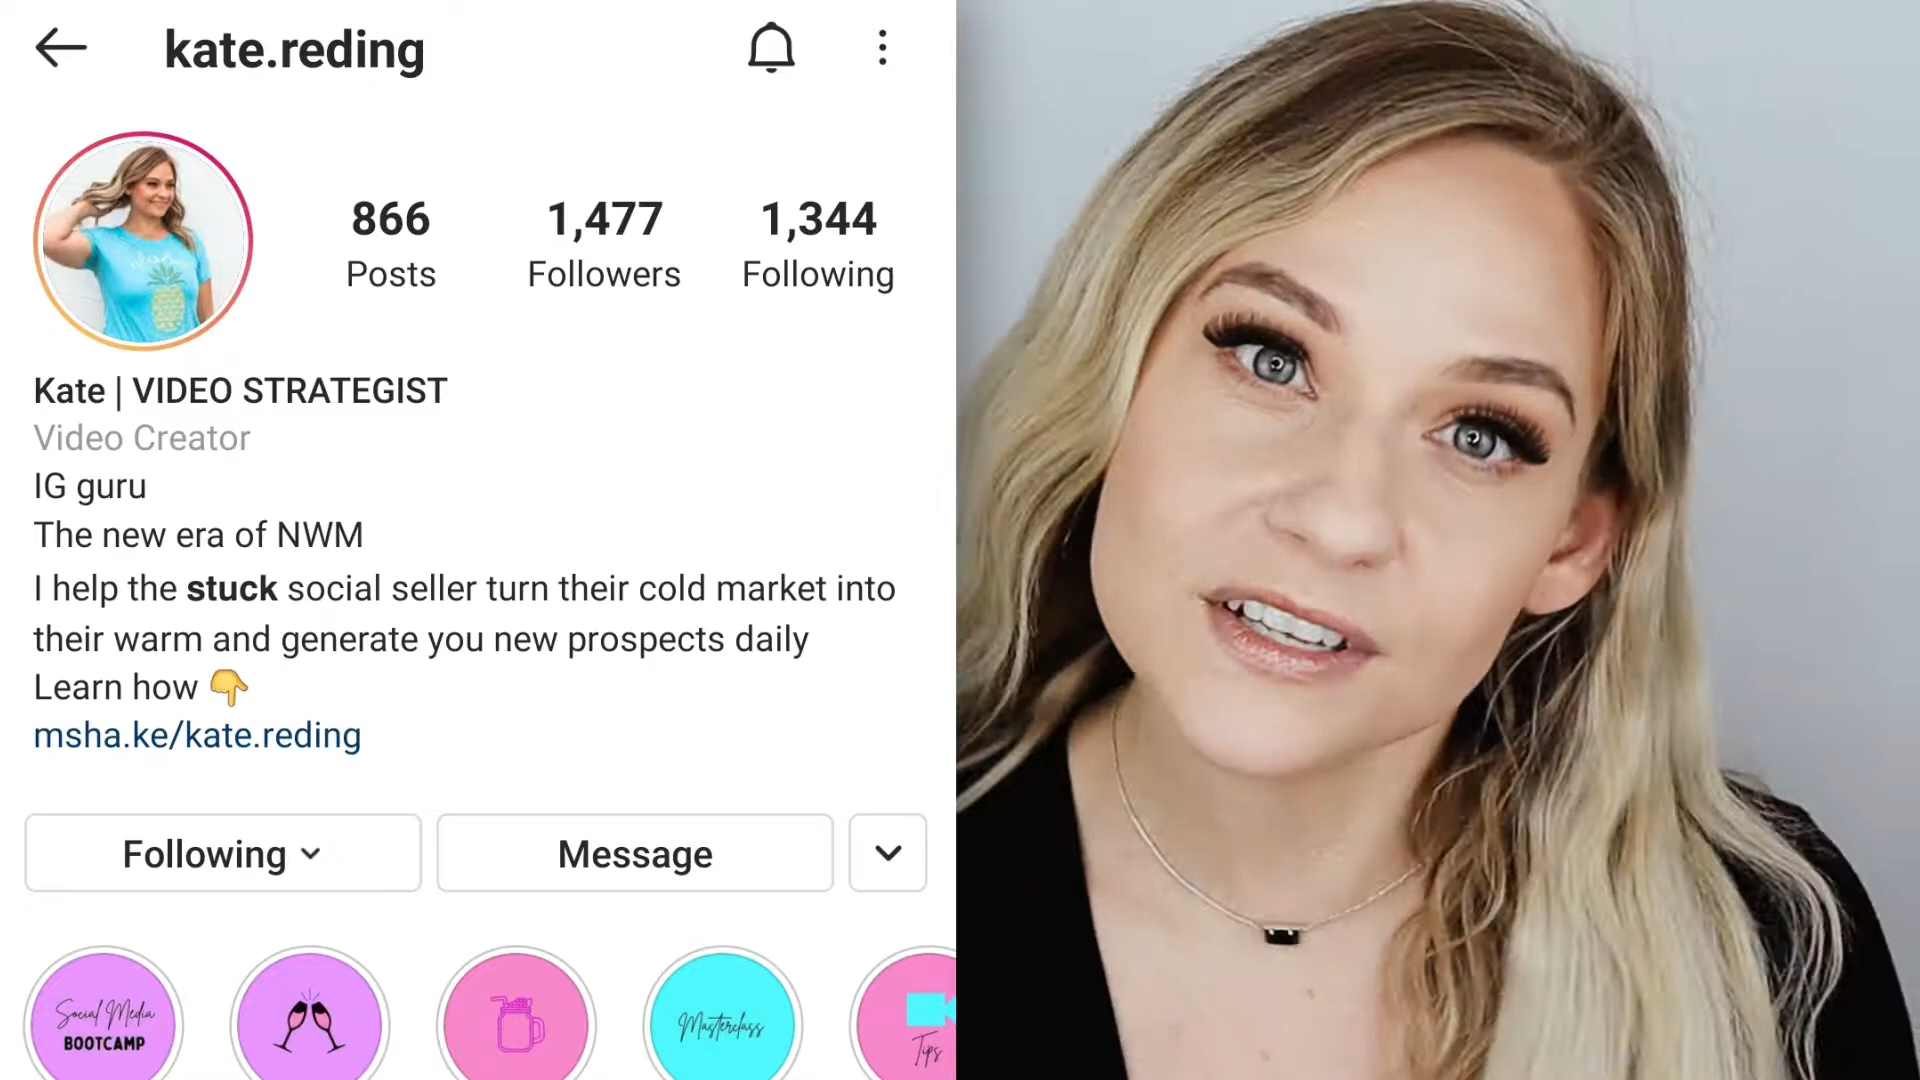 kate.reding
866
Posts
1,477
Followers
1,344
Following
Kate | VIDEO STRATEGIST
Video Creator
IG guru
The new era of NWM
I help the stuck social seller turn their cold market into
their warm and generate you new prospects daily
Learn how 👇
msha.ke/kate.reding
Following
Message
Social Media
BOOTCAMP
Masterclass
Tips